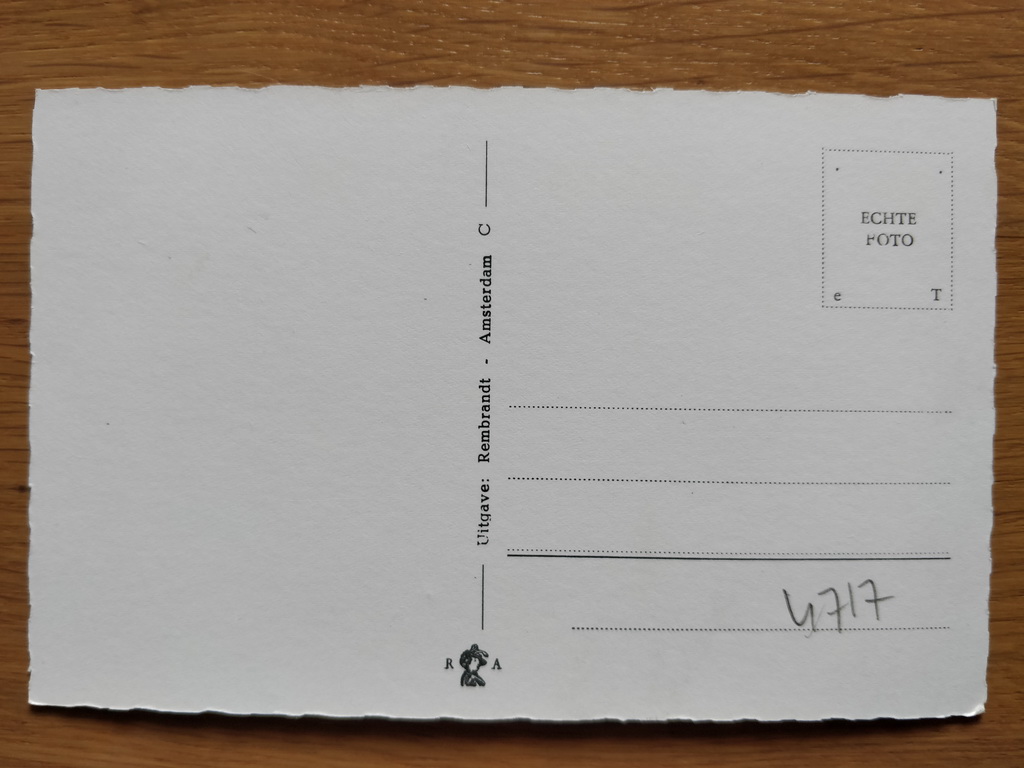 Uitgave: Rembrandt - Amsterdam C
R A
ECHTE
FOTO
e T
4717